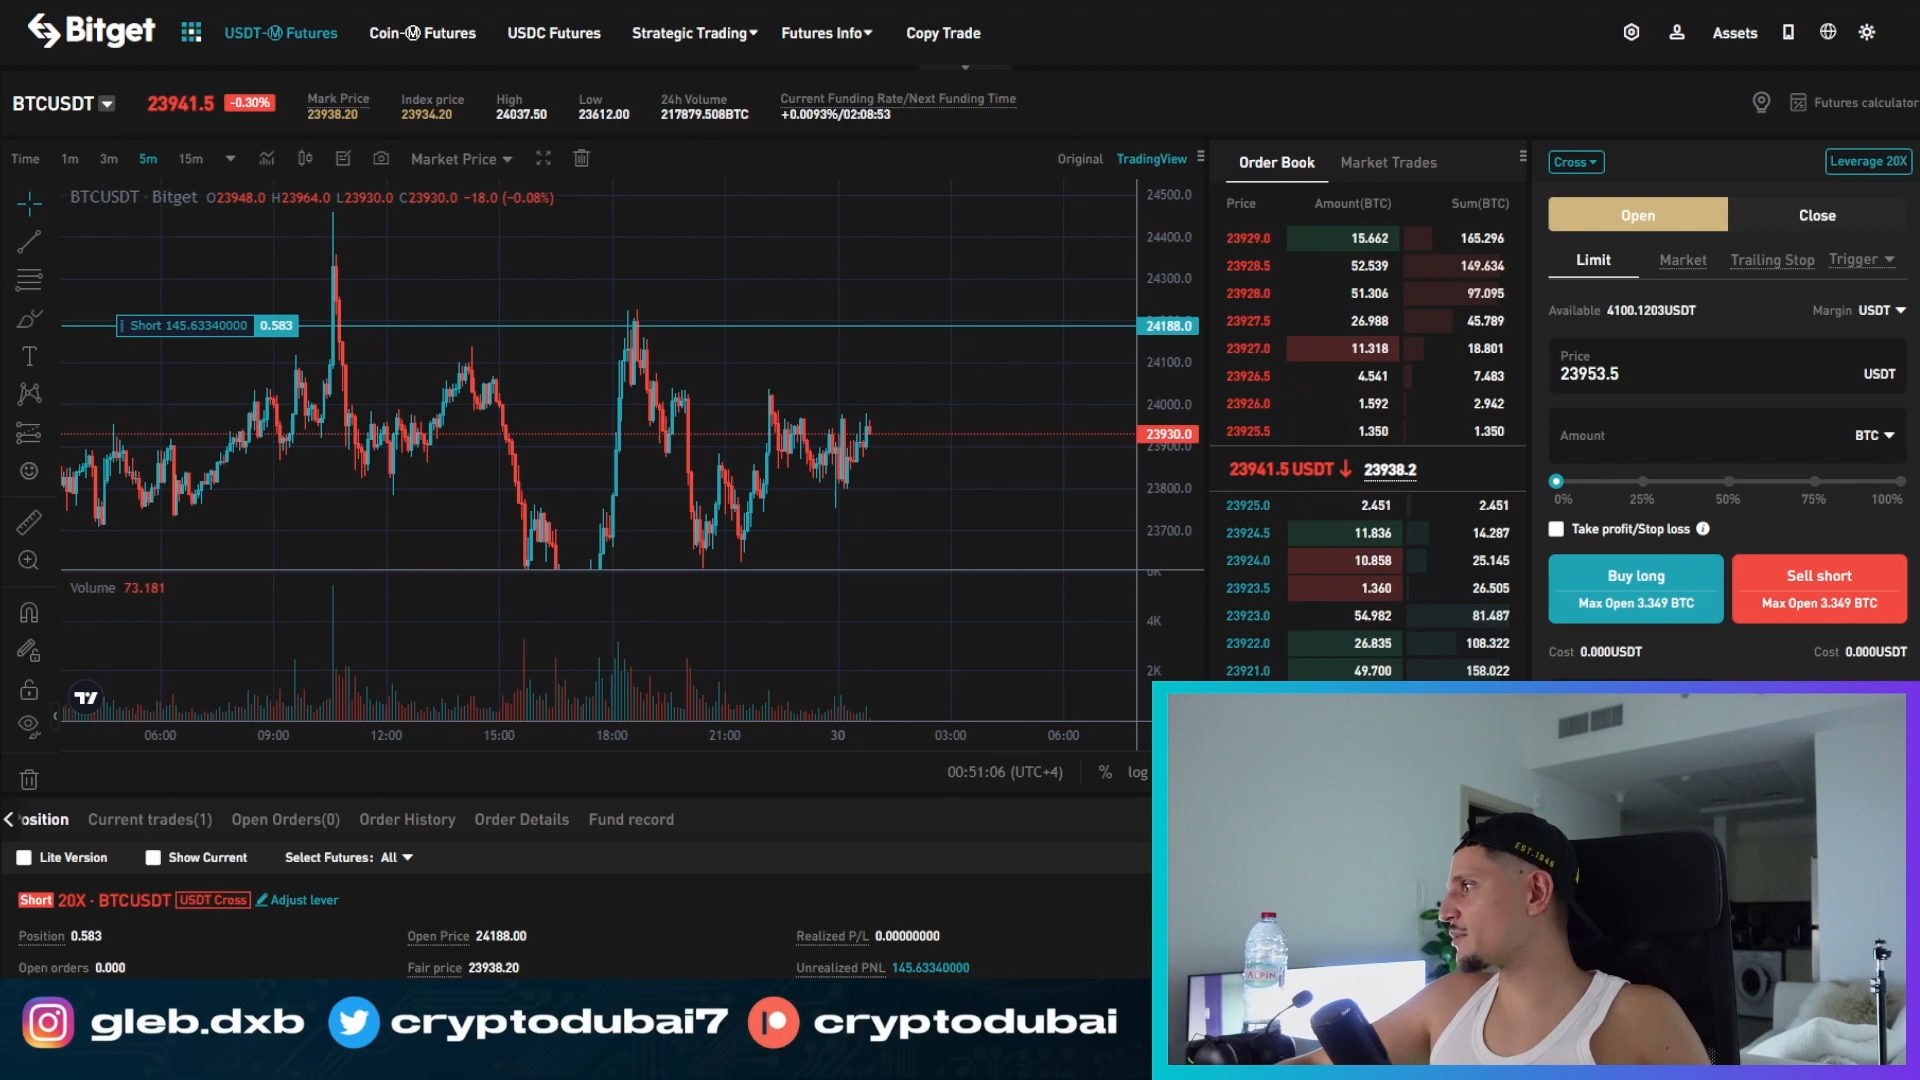 Bitget
USDT-Ⓜ Futures
Coin-Ⓜ Futures
USDC Futures
Strategic Trading
Futures Info
Copy Trade
Assets
BTCUSDT
23941.5
-0.30%
Mark Price
23938.20
Index price
23934.20
High
24037.50
Low
23612.00
24h Volume
217879.508BTC
Current Funding Rate/Next Funding Time
+0.0093%/02:08:53
Futures calculator
Time 1m 3m 5m 15m
Market Price
Original TradingView
BTCUSDT · Bitget O23948.0 H23964.0 L23930.0 C23930.0 -18.0 (-0.08%)
Short 145.63340000 0.583
24500.0
24400.0
24300.0
24188.0
24100.0
24000.0
23930.0
23900.0
23800.0
23700.0
Volume 73.181
6K
4K
2K
06:00 09:00 12:00 15:00 18:00 21:00 30 03:00 06:00
00:51:06 (UTC+4) % log
Order Book Market Trades
Price Amount(BTC) Sum(BTC)
23929.0 15.662 165.296
23928.5 52.539 149.634
23928.0 51.306 97.095
23927.5 26.988 45.789
23927.0 11.318 18.801
23926.5 4.541 7.483
23926.0 1.592 2.942
23925.5 1.350 1.350
23941.5 USDT ↓ 23938.2
23925.0 2.451 2.451
23924.5 11.836 14.287
23924.0 10.858 25.145
23923.5 1.360 26.505
23923.0 54.982 81.487
23922.0 26.835 108.322
23921.0 49.700 158.022
Cross
Leverage 20X
Open Close
Limit Market Trailing Stop Trigger
Available 4100.1203USDT Margin USDT
Price
23953.5 USDT
Amount BTC
0% 25% 50% 75% 100%
Take profit/Stop loss
Buy long
Max Open 3.349 BTC
Sell short
Max Open 3.349 BTC
Cost 0.000USDT Cost 0.000USDT
osition Current trades(1) Open Orders(0) Order History Order Details Fund record
Lite Version Show Current Select Futures: All
Short 20X · BTCUSDT USDT Cross Adjust lever
Position 0.583 Open Price 24188.00 Realized P/L 0.00000000
Open orders 0.000 Fair price 23938.20 Unrealized PNL 145.63340000
gleb.dxb cryptodubai7 cryptodubai
EST.1946
ALPIN